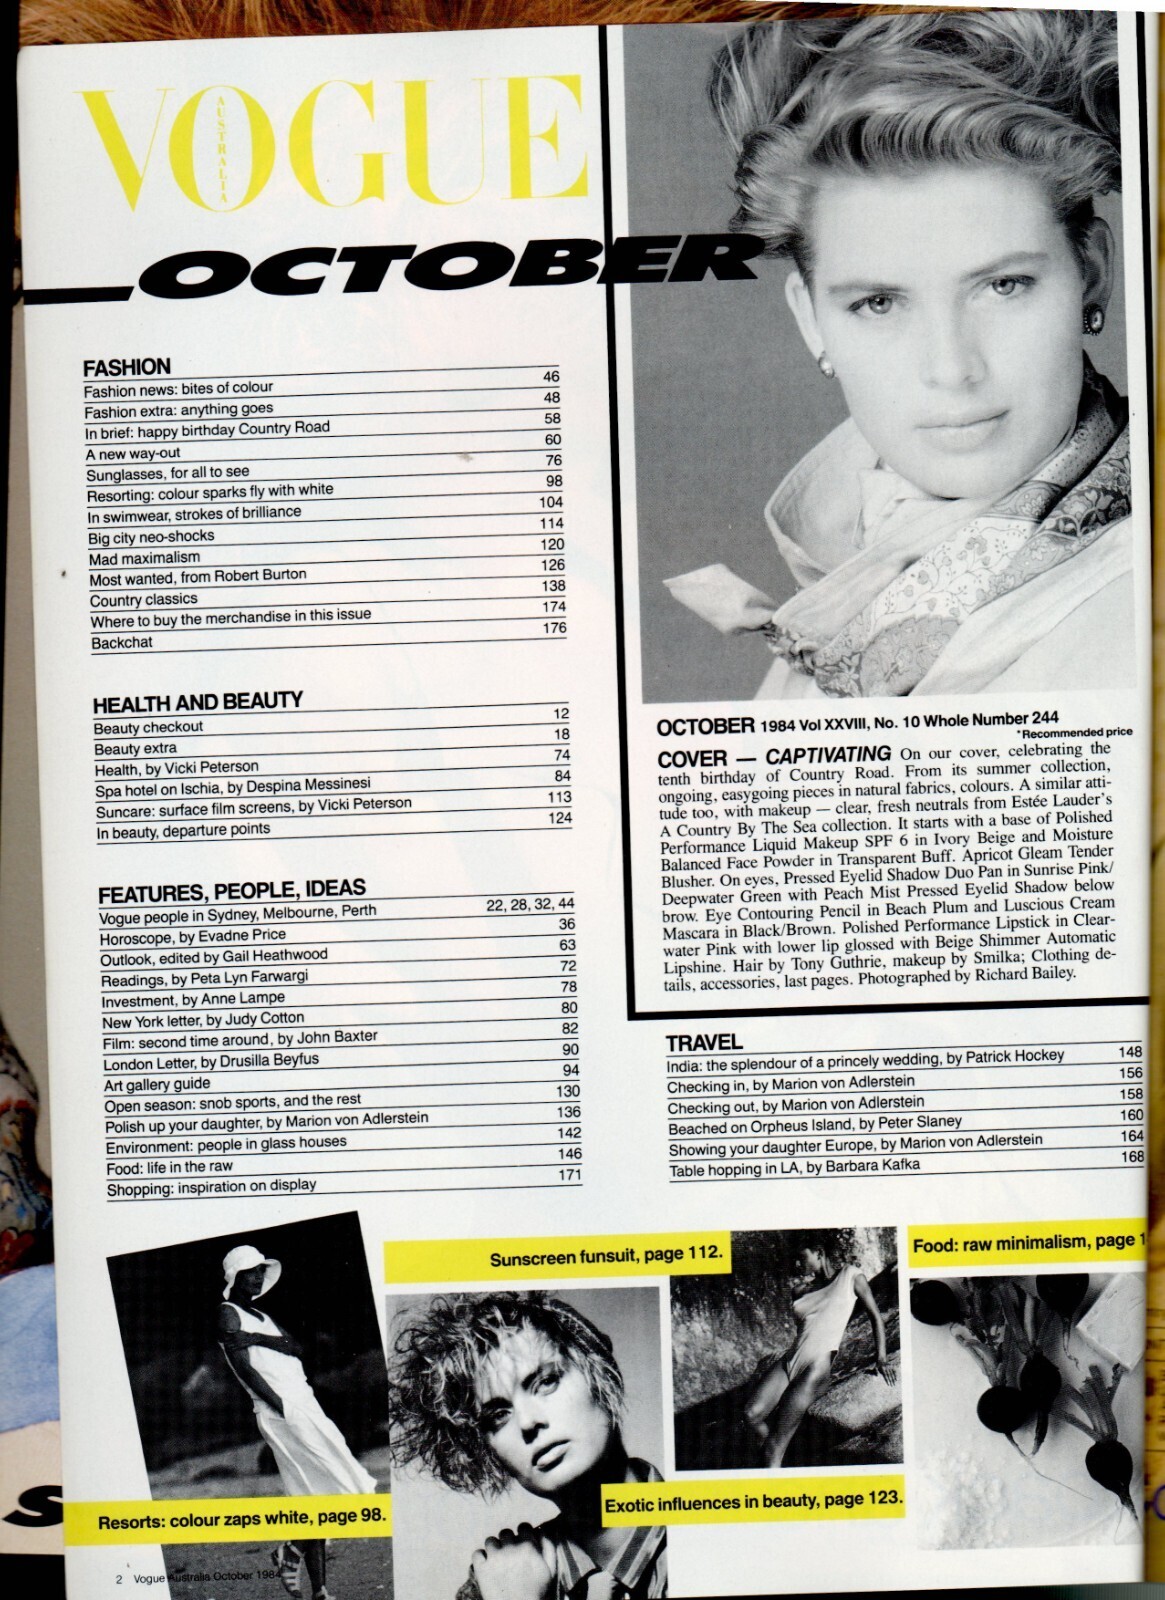 VOGUE
AUSTRALIA
OCTOBER
FASHION
Fashion news: bites of colour 46
Fashion extra: anything goes 48
In brief: happy birthday Country Road 58
A new way-out 60
Sunglasses, for all to see 76
Resorting: colour sparks fly with white 98
In swimwear, strokes of brilliance 104
Big city neo-shocks 114
Mad maximalism 120
Most wanted, from Robert Burton 126
Country classics 138
Where to buy the merchandise in this issue 174
Backchat 176
HEALTH AND BEAUTY
Beauty checkout 12
Beauty extra 18
Health, by Vicki Peterson 74
Spa hotel on Ischia, by Despina Messinesi 84
Suncare: surface film screens, by Vicki Peterson 113
In beauty, departure points 124
FEATURES, PEOPLE, IDEAS
Vogue people in Sydney, Melbourne, Perth 22, 28, 32, 44
Horoscope, by Evadne Price 36
Outlook, edited by Gail Heathwood 63
Readings, by Peta Lyn Farwargi 72
Investment, by Anne Lampe 78
New York letter, by Judy Cotton 80
Film: second time around, by John Baxter 82
London Letter, by Drusilla Beyfus 90
Art gallery guide 94
Open season: snob sports, and the rest 130
Polish up your daughter, by Marion von Adlerstein 136
Environment: people in glass houses 142
Food: life in the raw 146
Shopping: inspiration on display 171
OCTOBER 1984 Vol XXVIII, No. 10 Whole Number 244
*Recommended price
COVER — CAPTIVATING On our cover, celebrating the
tenth birthday of Country Road. From its summer collection,
ongoing, easygoing pieces in natural fabrics, colours. A similar atti-
tude too, with makeup — clear, fresh neutrals from Estée Lauder's
A Country By The Sea collection. It starts with a base of Polished
Performance Liquid Makeup SPF 6 in Ivory Beige and Moisture
Balanced Face Powder in Transparent Buff. Apricot Gleam Tender
Blusher. On eyes, Pressed Eyelid Shadow Duo Pan in Sunrise Pink/
Deepwater Green with Peach Mist Pressed Eyelid Shadow below
brow. Eye Contouring Pencil in Beach Plum and Luscious Cream
Mascara in Black/Brown. Polished Performance Lipstick in Clear-
water Pink with lower lip glossed with Beige Shimmer Automatic
Lipshine. Hair by Tony Guthrie, makeup by Smilka; Clothing de-
tails, accessories, last pages. Photographed by Richard Bailey.
TRAVEL
India: the splendour of a princely wedding, by Patrick Hockey 148
Checking in, by Marion von Adlerstein 156
Checking out, by Marion von Adlerstein 158
Beached on Orpheus Island, by Peter Slaney 160
Showing your daughter Europe, by Marion von Adlerstein 164
Table hopping in LA, by Barbara Kafka 168
Sunscreen funsuit, page 112.
Food: raw minimalism, page 1
Exotic influences in beauty, page 123.
Resorts: colour zaps white, page 98.
S
2 Vogue Australia October 1984